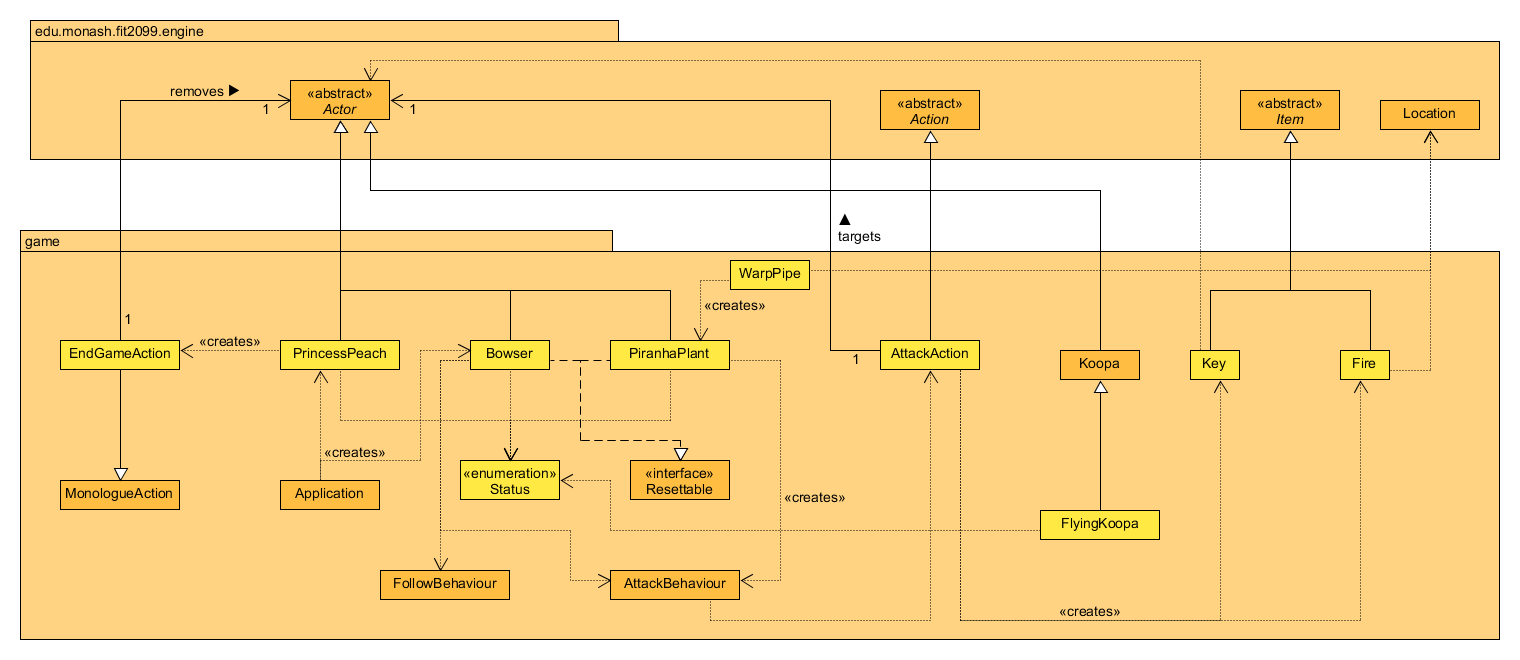 edu.monash.fit2099.engine
removes ▶
1
«abstract»
Actor
1
«abstract»
Action
«abstract»
Item
Location
▲
targets
game
WarpPipe
«creates»
1
EndGameAction
«creates»
PrincessPeach
Bowser
PiranhaPlant
1
AttackAction
Koopa
Key
Fire
«creates»
MonologueAction
Application
«enumeration»
Status
«interface»
Resettable
«creates»
FlyingKoopa
FollowBehaviour
AttackBehaviour
«creates»